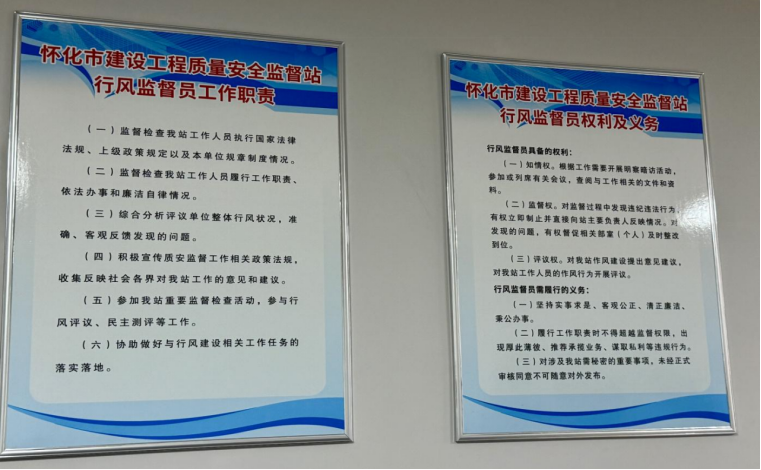 怀化市建设工程质量安全监督站
行风监督员工作职责
（一）监督检查我站工作人员执行国家法律
法规、上级政策规定以及本单位规章制度情况。
（二）监督检查我站工作人员履行工作职责、
依法办事和廉洁自律情况。
（三）综合分析评议单位整体行风状况，准
确、客观反馈发现的问题。
（四）积极宣传质安监督工作相关政策法规，
收集反映社会各界对我站工作的意见和建议。
（五）参加我站重要监督检查活动，参与行
风评议、民主测评等工作。
（六）协助做好与行风建设相关工作任务的
落实落地。
怀化市建设工程质量安全监督站
行风监督员权利及义务
行风监督员具备的权利：
（一）知情权。根据工作需要开展明察暗访活动，
参加或列席有关会议，查阅与工作相关的文件和资
料。
（二）监督权。对监督过程中发现违纪违法行为，
有权立即制止并直接向站主要负责人反映情况。对
发现的问题，有权督促相关部室（个人）及时整改
到位。
（三）评议权。对我站作风建设提出意见建议，
对我站工作人员的作风行为开展评议。
行风监督员需履行的义务：
（一）坚持实事求是、客观公正、清正廉洁、
秉公办事。
（二）履行工作职责时不得超越监督权限，出
现厚此薄彼、推荐承揽业务、谋取私利等违规行为。
（三）对涉及我站需秘密的重要事项，未经正式
审核同意不可随意对外发布。